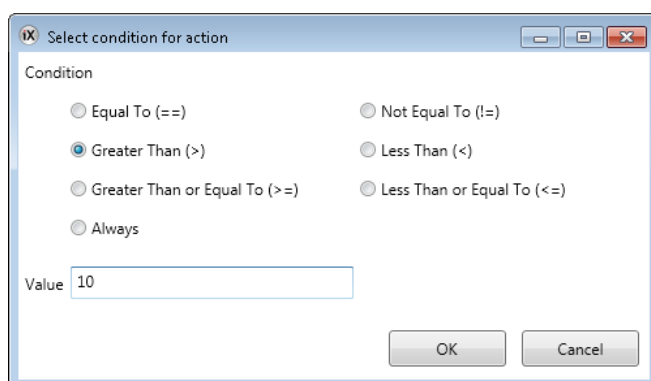 iX Select condition for action
Condition
Equal To (==) Not Equal To (!=)
Greater Than (>) Less Than (<)
Greater Than or Equal To (>=) Less Than or Equal To (<=)
Always
Value 10
OK Cancel